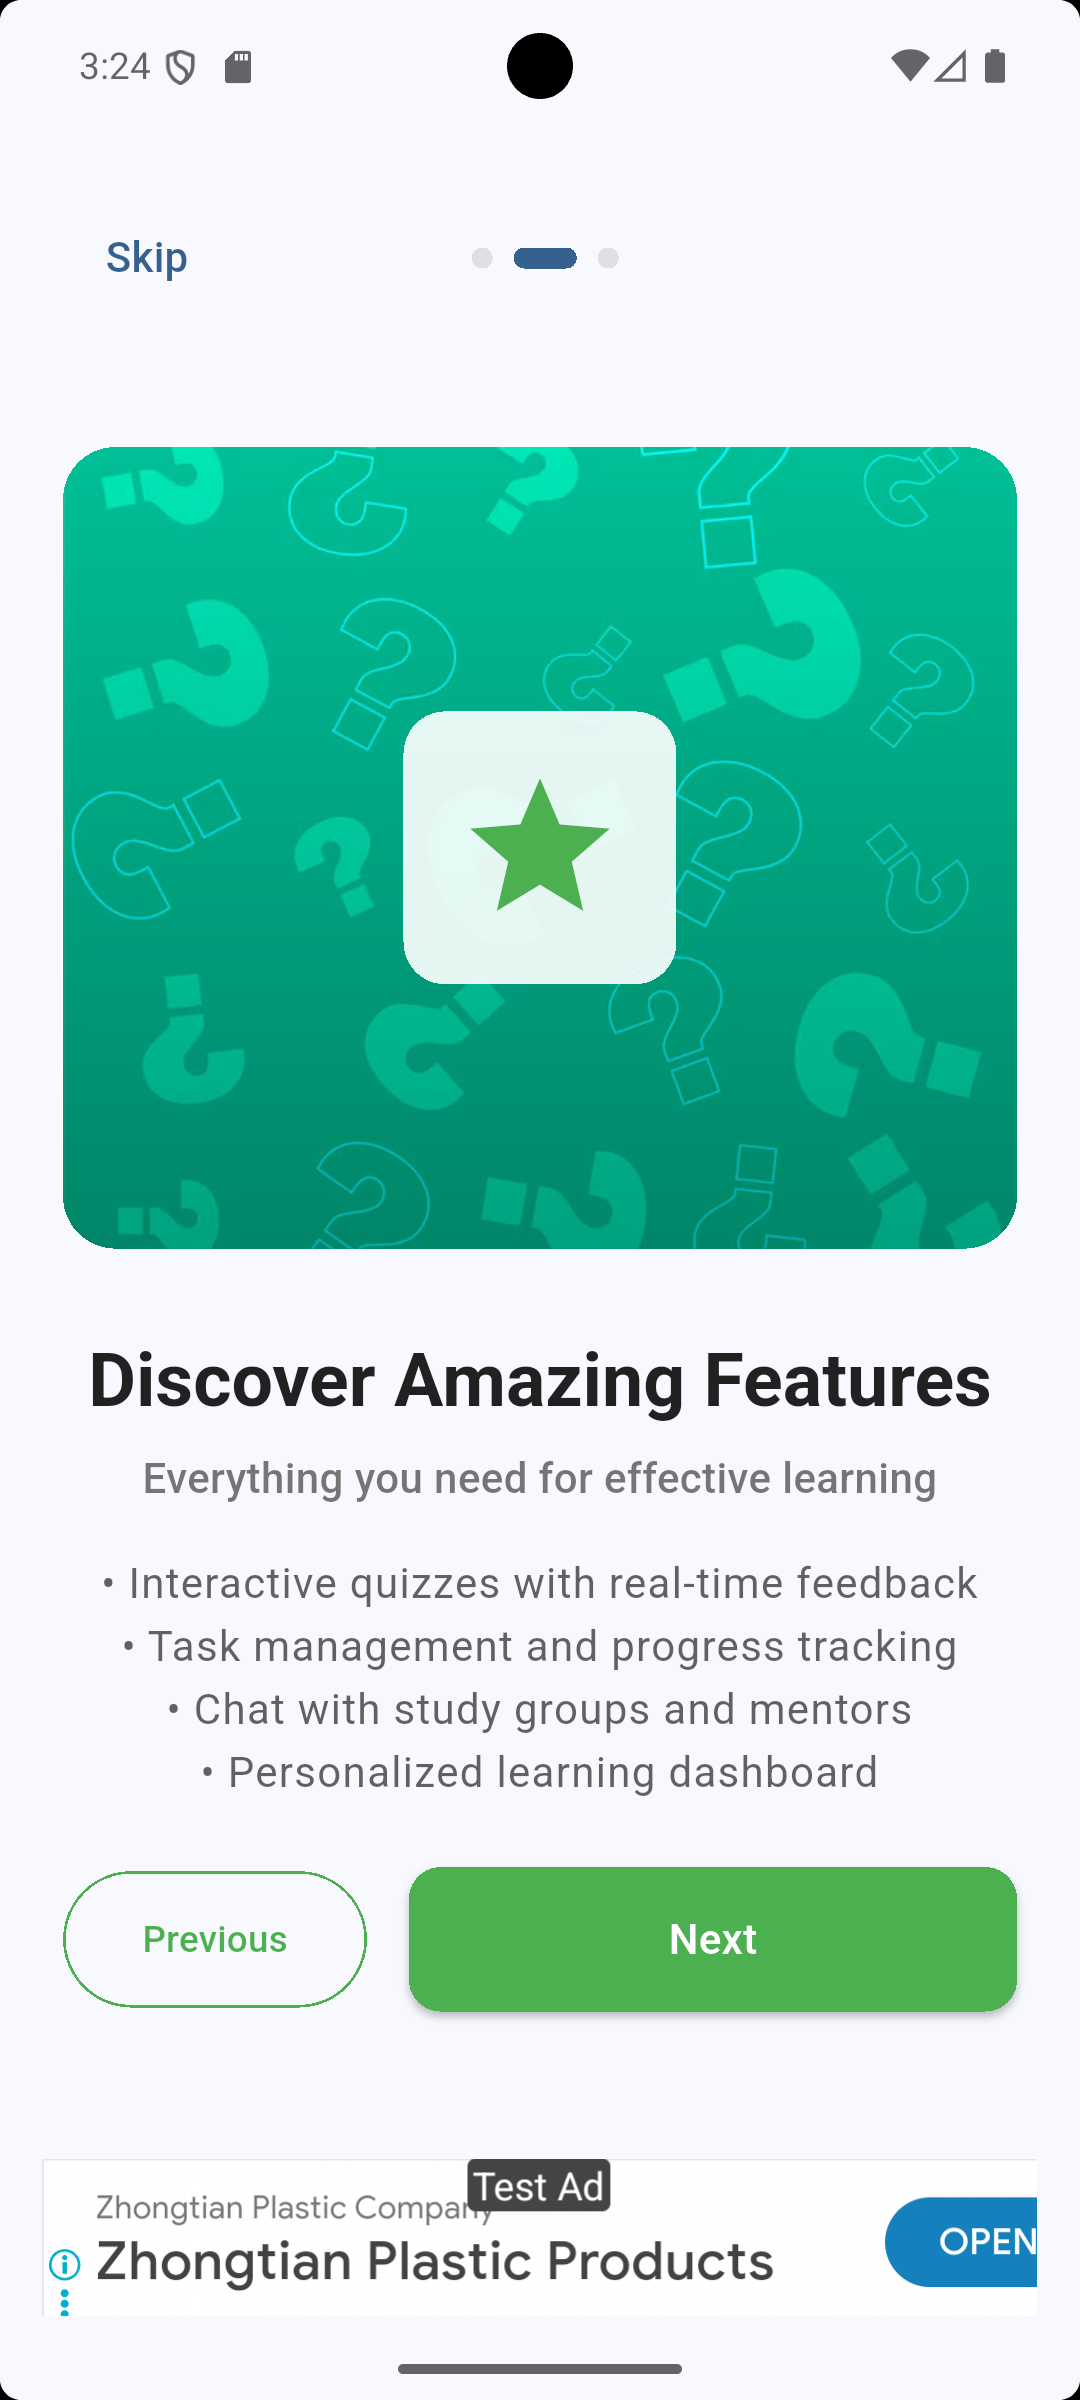 3:24
Skip
Discover Amazing Features
Everything you need for effective learning
• Interactive quizzes with real-time feedback
• Task management and progress tracking
• Chat with study groups and mentors
• Personalized learning dashboard
Previous
Next
Test Ad
Zhongtian Plastic Company
Zhongtian Plastic Products
OPEN